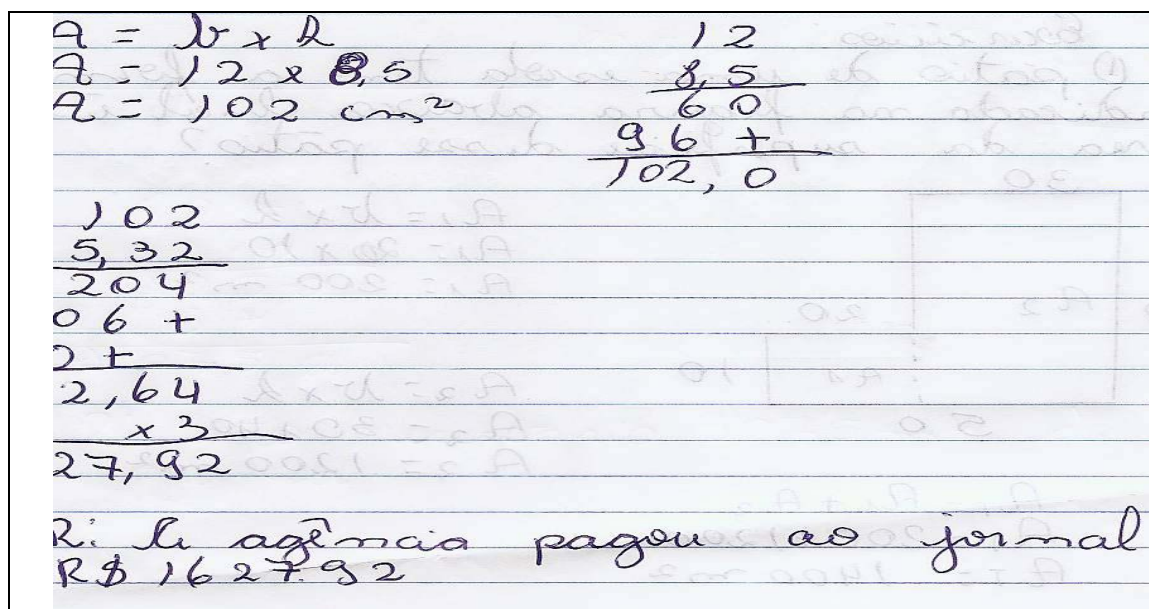 A = b x h
A = 12 x 8,5
A = 102 cm²
12
8,5
60
96 +
102,0
102
5,32
204
06 +
2 +
2,64
x 3
27,92
R: A agência pagou ao jornal
R$ 1627.92